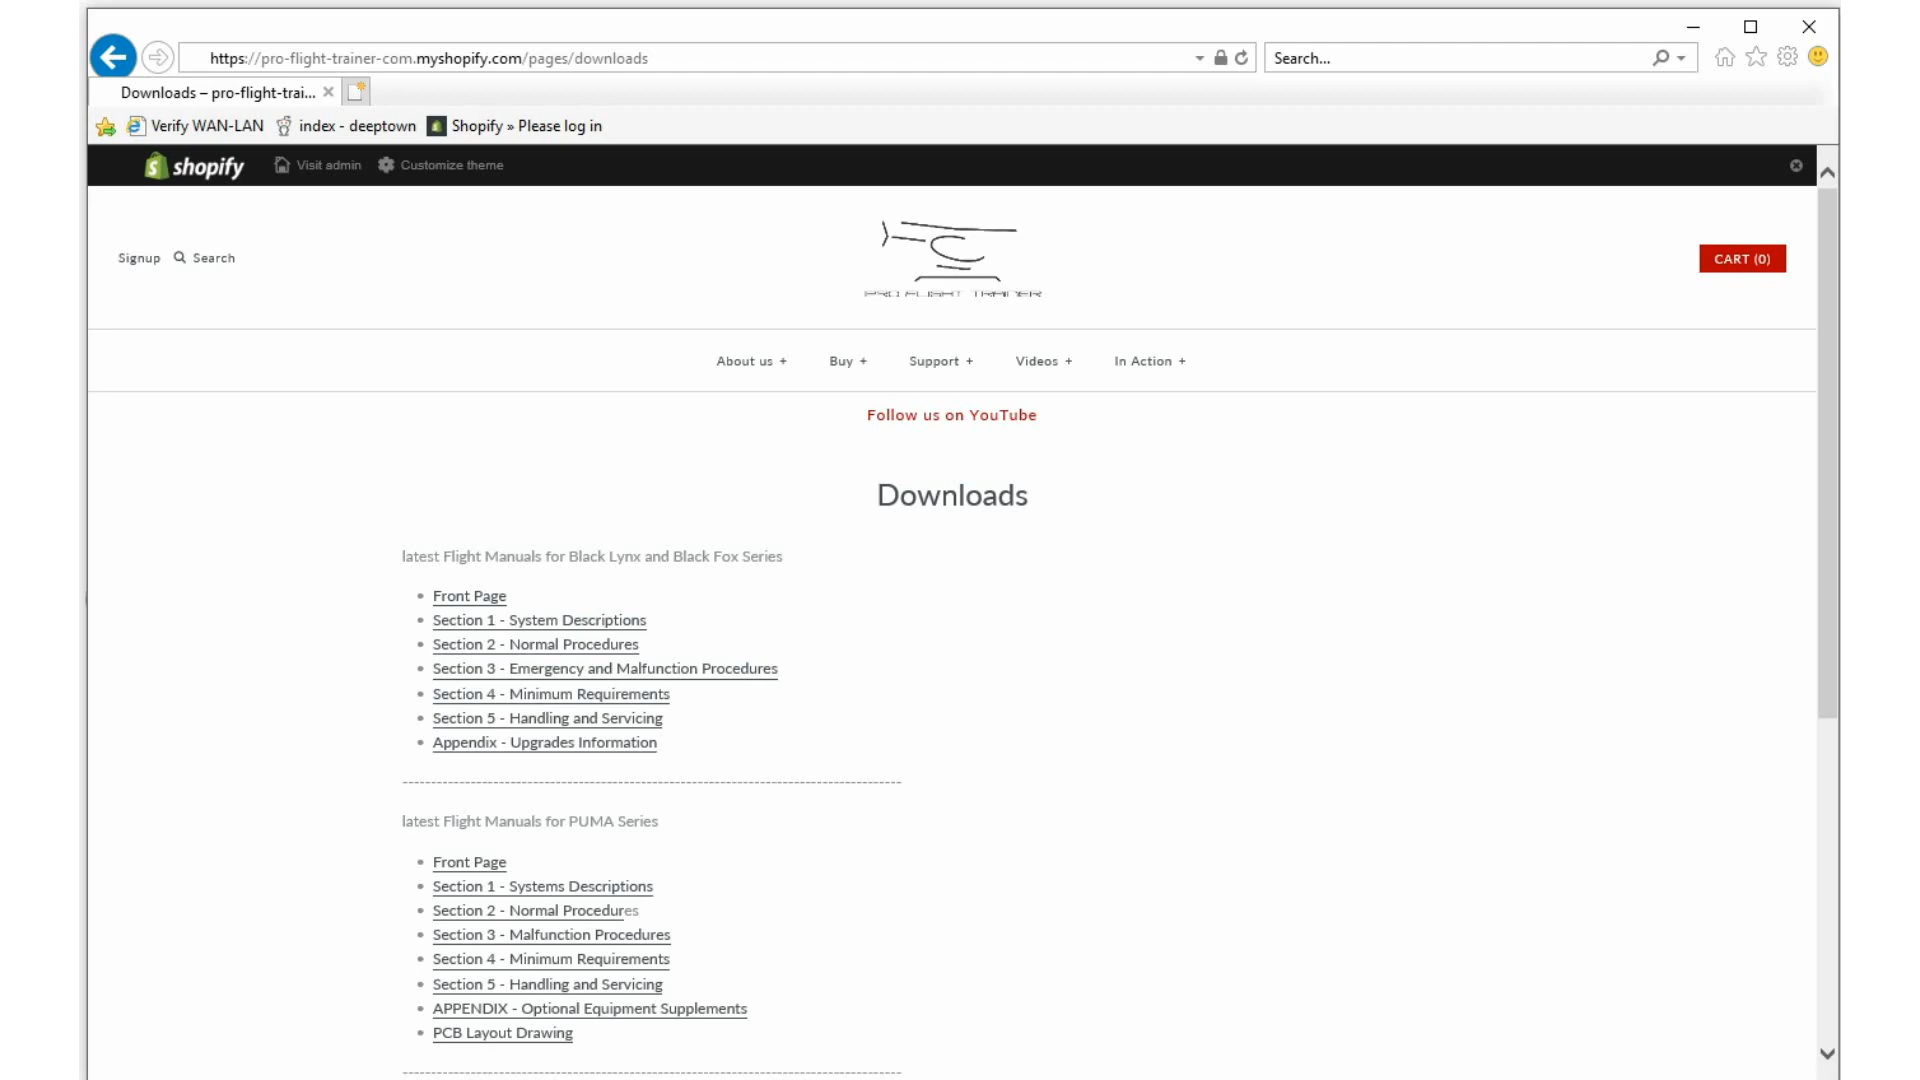 https://pro-flight-trainer-com.myshopify.com/pages/downloads
Search...
Downloads – pro-flight-trai...
Verify WAN-LAN
index - deeptown
Shopify » Please log in
shopify
Visit admin
Customize theme
Signup
Search
PRO FLIGHT TRAINER
CART (0)
About us +
Buy +
Support +
Videos +
In Action +
Follow us on YouTube
Downloads
latest Flight Manuals for Black Lynx and Black Fox Series
Front Page
Section 1 - System Descriptions
Section 2 - Normal Procedures
Section 3 - Emergency and Malfunction Procedures
Section 4 - Minimum Requirements
Section 5 - Handling and Servicing
Appendix - Upgrades Information
--------------------------------------------------------------------------------------
latest Flight Manuals for PUMA Series
Front Page
Section 1 - Systems Descriptions
Section 2 - Normal Procedures
Section 3 - Malfunction Procedures
Section 4 - Minimum Requirements
Section 5 - Handling and Servicing
APPENDIX - Optional Equipment Supplements
PCB Layout Drawing
--------------------------------------------------------------------------------------